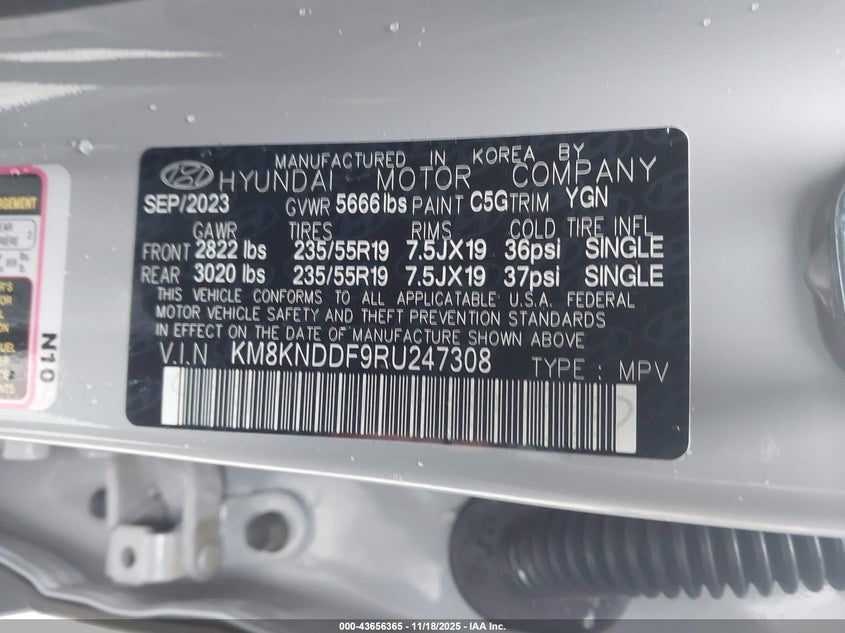 MANUFACTURED IN KOREA BY
HYUNDAI MOTOR COMPANY
SEP/2023 GVWR 5666 lbs PAINT C5G TRIM YGN
GAWR TIRES RIMS COLD TIRE INFL
FRONT 2822 lbs 235/55R19 7.5JX19 36psi SINGLE
REAR 3020 lbs 235/55R19 7.5JX19 37psi SINGLE
THIS VEHICLE CONFORMS TO ALL APPLICATABLE U.S.A. FEDERAL
MOTOR VEHICLE SAFETY AND THEFT PREVENTION STANDARDS
IN EFFECT ON THE DATE OF MANUFACTURE SHOWN ABOVE
V.I.N KM8KNDDF9RU247308 TYPE : MPV
N10
000-43656365 - 11/18/2025 - IAA Inc.